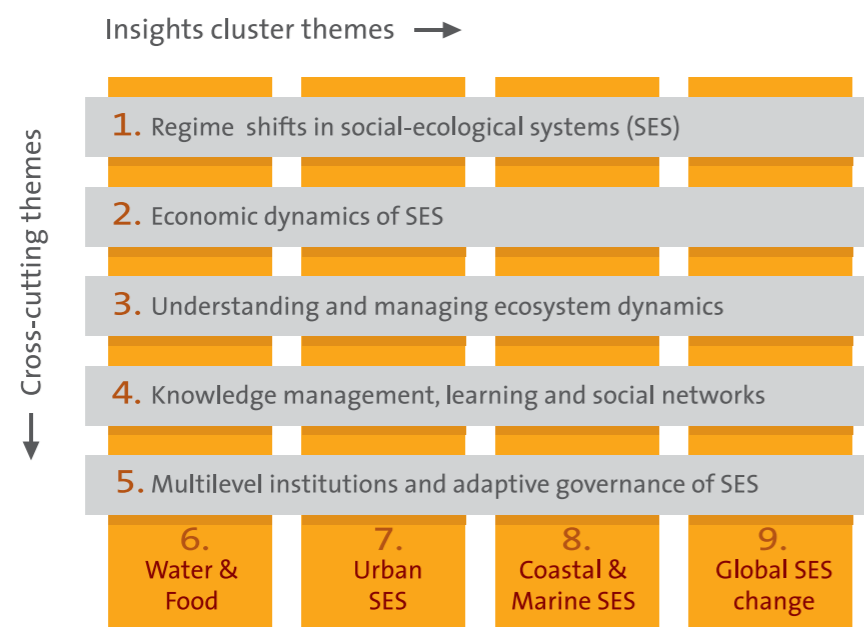 Insights cluster themes
Cross-cutting themes
1. Regime shifts in social-ecological systems (SES)
2. Economic dynamics of SES
3. Understanding and managing ecosystem dynamics
4. Knowledge management, learning and social networks
5. Multilevel institutions and adaptive governance of SES
6.
Water &
Food
7.
Urban
SES
8.
Coastal &
Marine SES
9.
Global SES
change